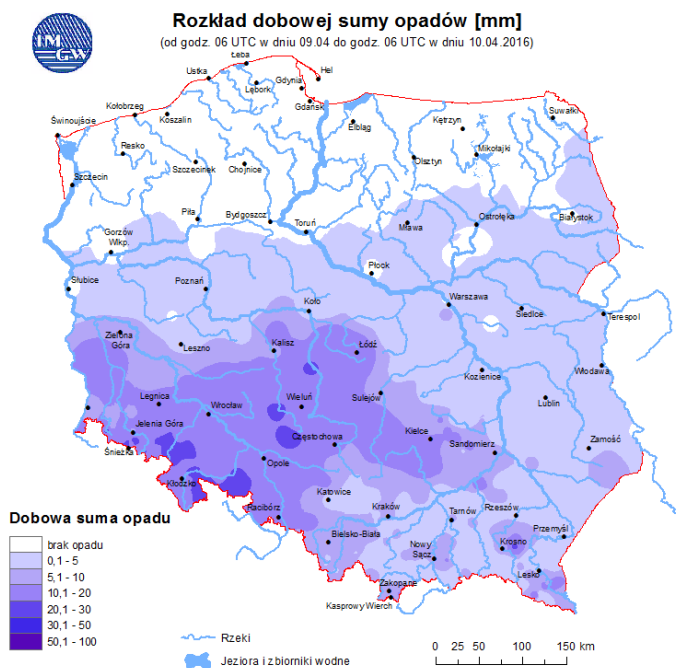 Rozkład dobowej sumy opadów [mm]
(od godz. 06 UTC w dniu 09.04 do godz. 06 UTC w dniu 10.04.2016)
IM
GW
Łeba
Ustka
Hel
Gdynia
Lębork
Gdańsk
Kołobrzeg
Koszalin
Świnoujście
Elbląg
Kętrzyn
Suwałki
Resko
Szczecinek
Chojnice
Olsztyn
Mikołajki
Szczecin
Piła
Bydgoszcz
Toruń
Mława
Ostrołęka
Białystok
Gorzów
Wlkp.
Słubice
Poznań
Płock
Koło
Warszawa
Siedlce
Terespol
Zielona
Góra
Leszno
Kalisz
Łódź
Kozienice
Włodawa
Legnica
Wrocław
Wieluń
Sulejów
Lublin
Jelenia Góra
Śnieżka
Częstochowa
Kielce
Sandomierz
Zamość
Opole
Kłodzko
Racibórz
Katowice
Kraków
Tarnów
Rzeszów
Przemyśl
Bielsko-Biała
Nowy
Sącz
Krosno
Lesko
Zakopane
Kasprowy Wierch
Dobowa suma opadu
brak opadu
0,1 - 5
5,1 - 10
10,1 - 20
20,1 - 30
30,1 - 50
50,1 - 100
Rzeki
Jeziora i zbiorniki wodne
0 25 50 100 150 km